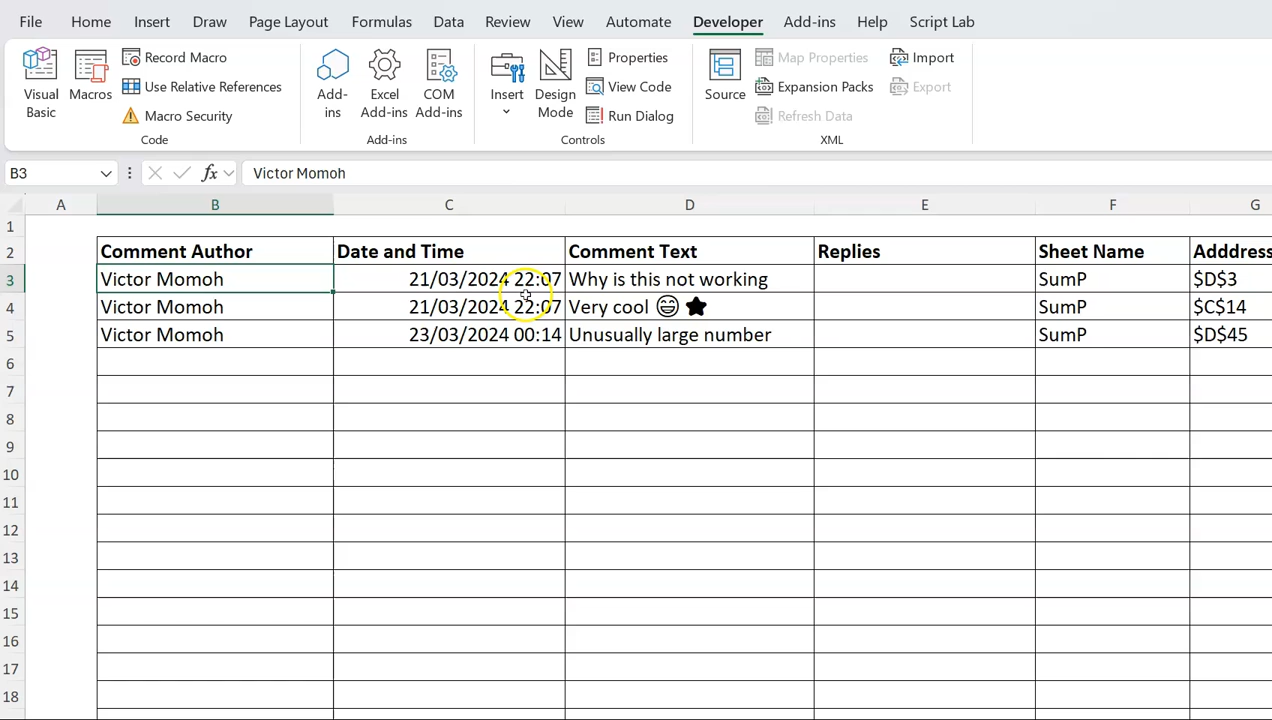 File Home Insert Draw Page Layout Formulas Data Review View Automate Developer Add-ins Help Script Lab
Visual Basic
Macros
Record Macro
Use Relative References
Macro Security
Code
Add-ins
Excel Add-ins
COM Add-ins
Add-ins
Insert
Design Mode
Properties
View Code
Run Dialog
Controls
Source
Map Properties
Expansion Packs
Refresh Data
Import
Export
XML
B3 fx Victor Momoh
A B C D E F G
1
2 Comment Author Date and Time Comment Text Replies Sheet Name Adddress
3 Victor Momoh 21/03/2024 22:07 Why is this not working SumP $D$3
4 Victor Momoh 21/03/2024 22:07 Very cool 😄 ★ SumP $C$14
5 Victor Momoh 23/03/2024 00:14 Unusually large number SumP $D$45
6
7
8
9
10
11
12
13
14
15
16
17
18